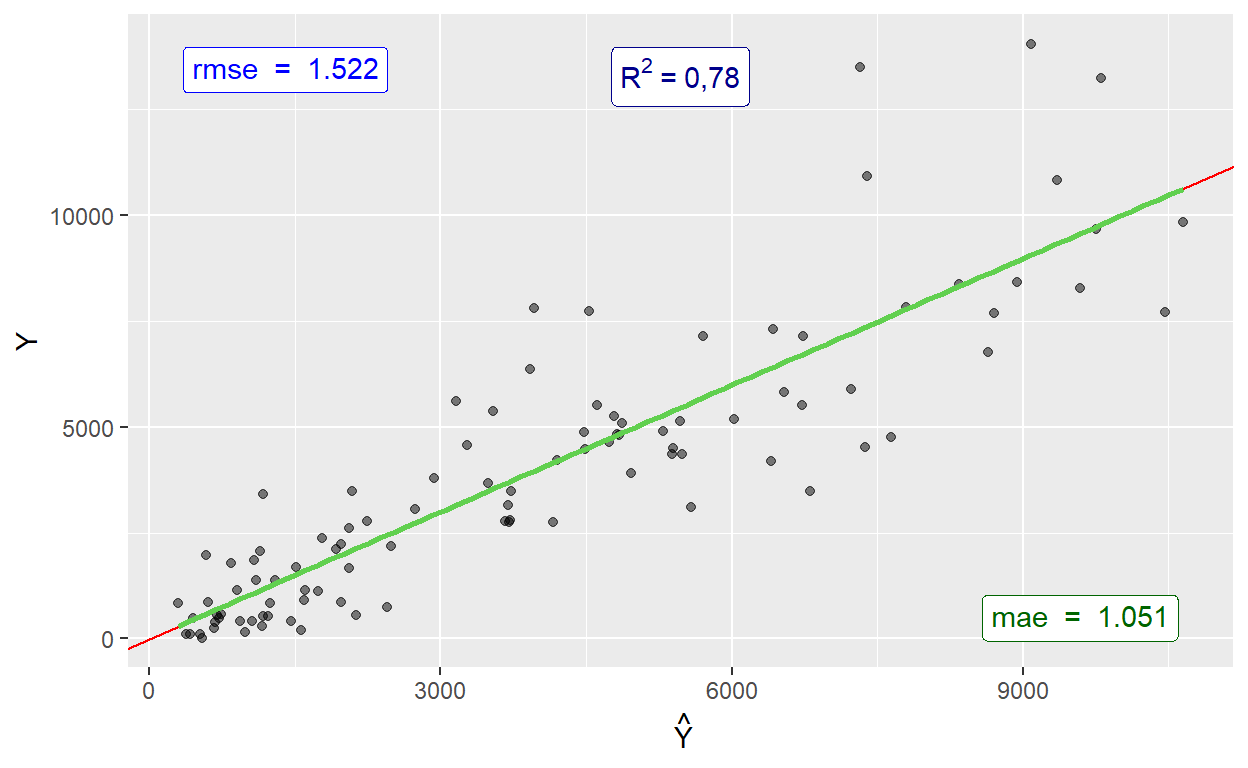 rmse = 1.522
R² = 0,78
10000
5000
0
Y
mae = 1.051
0 3000 6000 9000
Ŷ